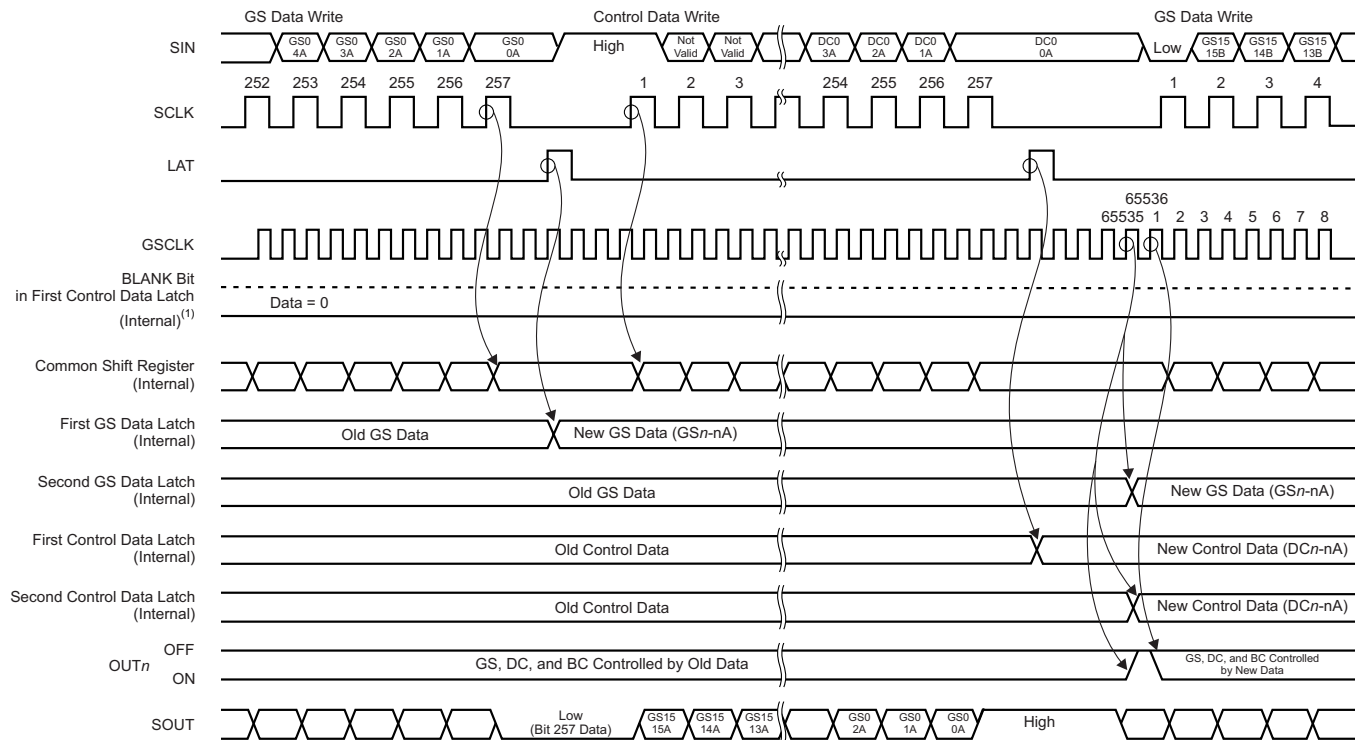 GS Data Write
Control Data Write
GS Data Write
SIN
GS0 4A
GS0 3A
GS0 2A
GS0 1A
GS0 0A
High
Not Valid
Not Valid
DC0 3A
DC0 2A
DC0 1A
DC0 0A
Low
GS15 15B
GS15 14B
GS15 13B
252 253 254 255 256 257 1 2 3 254 255 256 257 1 2 3 4
SCLK
LAT
65536
65535 1 2 3 4 5 6 7 8
GSCLK
BLANK Bit
in First Control Data Latch
(Internal)(1)
Data = 0
Common Shift Register
(Internal)
First GS Data Latch
(Internal)
Old GS Data
New GS Data (GSn-nA)
Second GS Data Latch
(Internal)
Old GS Data
New GS Data (GSn-nA)
First Control Data Latch
(Internal)
Old Control Data
New Control Data (DCn-nA)
Second Control Data Latch
(Internal)
Old Control Data
New Control Data (DCn-nA)
OFF
OUTn
ON
GS, DC, and BC Controlled by Old Data
GS, DC, and BC Controlled
by New Data
SOUT
Low
(Bit 257 Data)
GS15 15A
GS15 14A
GS15 13A
GS0 2A
GS0 1A
GS0 0A
High